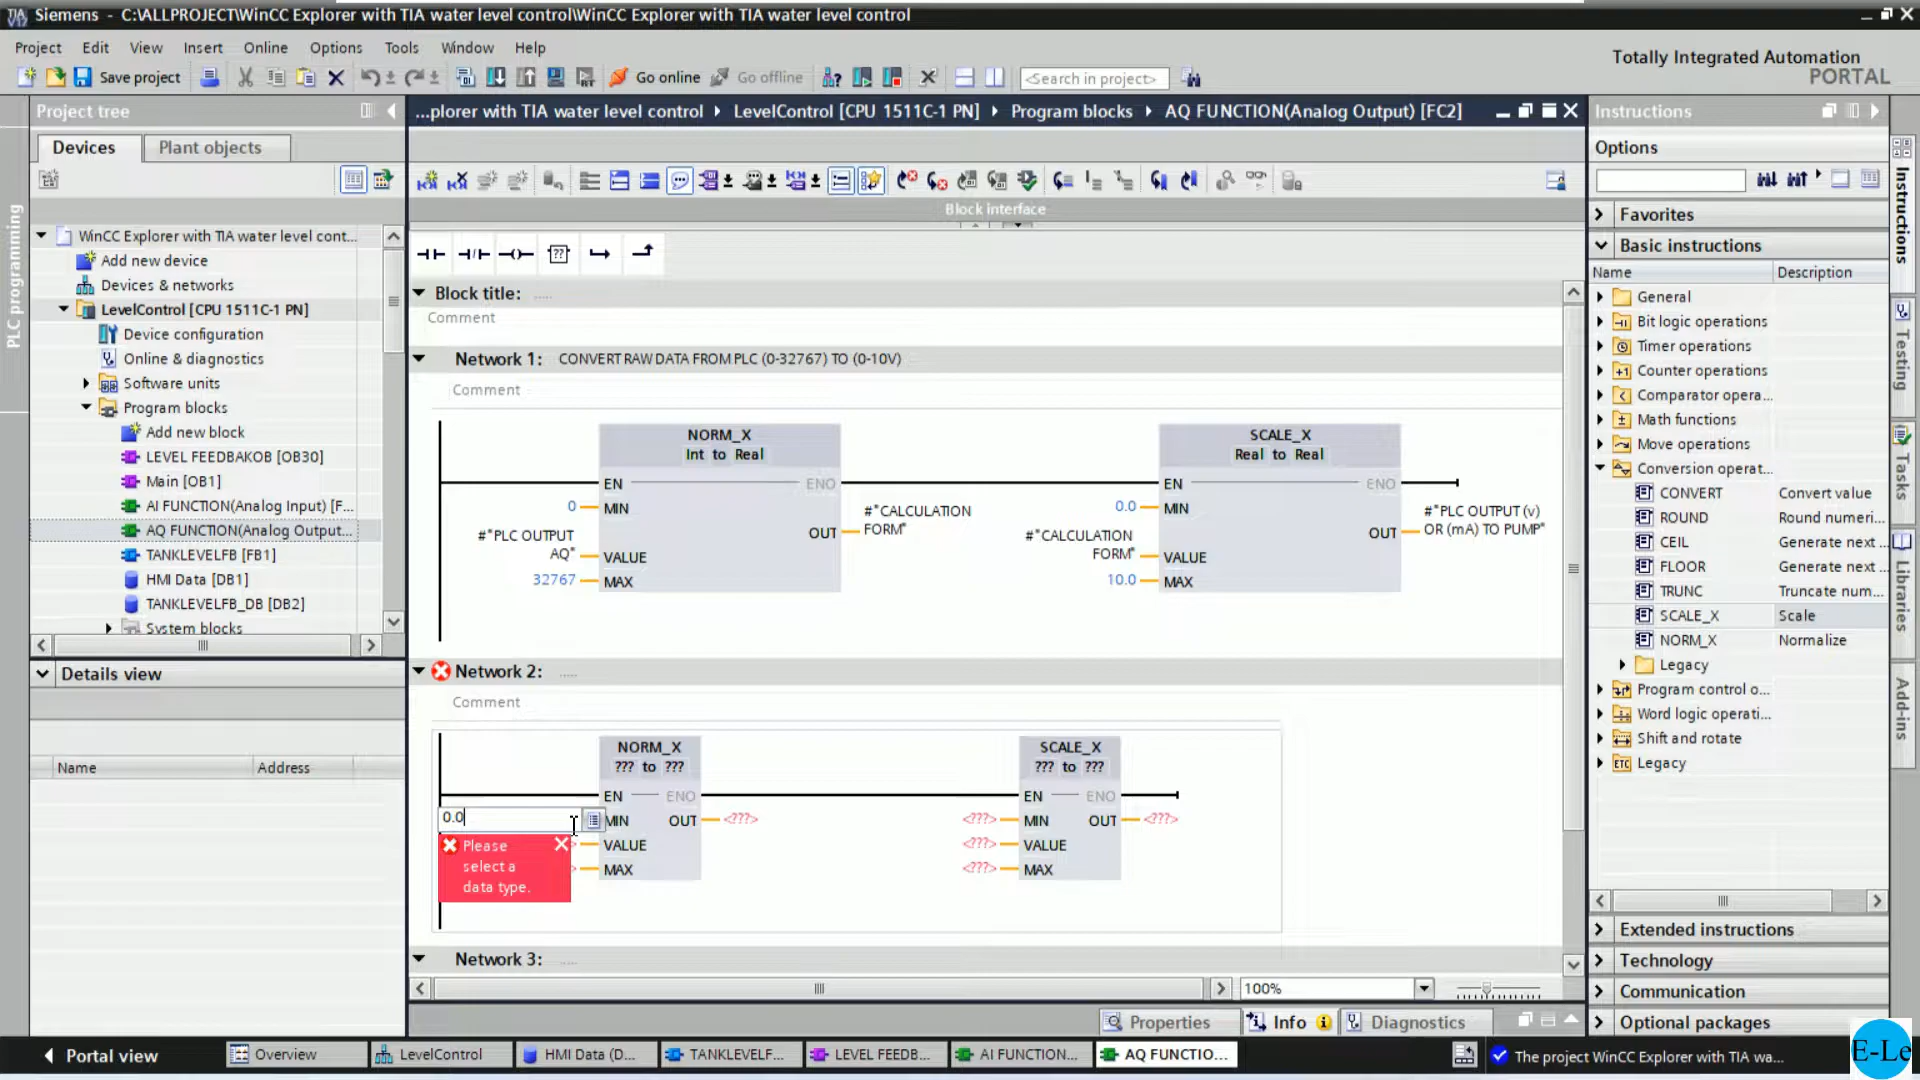 Siemens - C:\ALLPROJECT\WinCC Explorer with TIA water level control\WinCC Explorer with TIA water level control
Project Edit View Insert Online Options Tools Window Help
Totally Integrated Automation
PORTAL
Save project
Go online
Go offline
<Search in project>
Project tree
...plorer with TIA water level control LevelControl [CPU 1511C-1 PN] Program blocks AQ FUNCTION(Analog Output) [FC2]
Instructions
Devices
Plant objects
Options
Block interface
PLC programming
WinCC Explorer with TIA water level cont...
Add new device
Devices & networks
LevelControl [CPU 1511C-1 PN]
Device configuration
Online & diagnostics
Software units
Program blocks
Add new block
LEVEL FEEDBAKOB [OB30]
Main [OB1]
AI FUNCTION(Analog Input) [F...
AQ FUNCTION(Analog Output...
TANKLEVELFB [FB1]
HMI Data [DB1]
TANKLEVELFB_DB [DB2]
System blocks
Details view
Name Address
??
Block title: .....
Comment
Network 1: CONVERT RAW DATA FROM PLC (0-32767) TO (0-10V)
Comment
NORM_X
Int to Real
EN ENO
0 MIN
#"PLC OUTPUT
AQ" VALUE
32767 MAX
OUT
#"CALCULATION
FORM"
SCALE_X
Real to Real
EN ENO
0.0 MIN
#"CALCULATION
FORM" VALUE
10.0 MAX
OUT
#"PLC OUTPUT (v)
OR (mA) TO PUMP"
Network 2: .....
Comment
NORM_X
??? to ???
EN ENO
0.0 MIN OUT <???>
VALUE
MAX
Please
select a
data type.
SCALE_X
??? to ???
EN ENO
<???> MIN OUT <???>
<???> VALUE
<???> MAX
Network 3: .....
100%
Properties
Info
Diagnostics
Favorites
Basic instructions
Name Description
General
Bit logic operations
Timer operations
Counter operations
Comparator opera...
Math functions
Move operations
Conversion operat...
CONVERT Convert value
ROUND Round numeri...
CEIL Generate next ...
FLOOR Generate next ...
TRUNC Truncate num...
SCALE_X Scale
NORM_X Normalize
Legacy
Program control o...
Word logic operati...
Shift and rotate
Legacy
Extended instructions
Technology
Communication
Optional packages
Instructions
Testing
Tasks
Libraries
Add-ins
Portal view
Overview
LevelControl
HMI Data (D...
TANKLEVELF...
LEVEL FEEDB...
AI FUNCTION...
AQ FUNCTIO...
The project WinCC Explorer with TIA wa...
E-Le